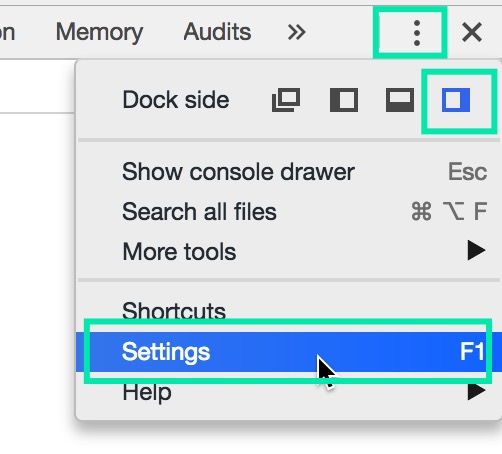 on Memory Audits »
Dock side
Show console drawer Esc
Search all files ⌘ ⌥ F
More tools ▶
Shortcuts
Settings F1
Help ▶